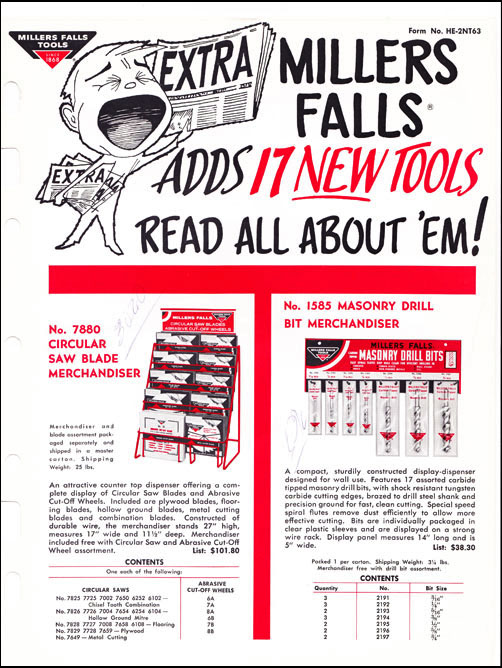 Form No. HE-2NT63
MILLERS FALLS
TOOLS
SINCE
1868
EXTRA
EXTRA
MILLERS
FALLS®
ADDS 17 NEW TOOLS
READ ALL ABOUT 'EM!
No. 7880
CIRCULAR
SAW BLADE
MERCHANDISER
MILLERS FALLS
CIRCULAR SAW BLADES
ABRASIVE CUT-OFF WHEELS
Merchandiser and
blade assortment pack-
aged separately and
shipped in a master
carton. Shipping
Weight: 25 lbs.
An attractive counter top dispenser offering a com-
plete display of Circular Saw Blades and Abrasive
Cut-Off Wheels. Included are plywood blades, floor-
ing blades, hollow ground blades, metal cutting
blades and combination blades. Constructed of
durable wire, the merchandiser stands 27" high,
measures 17" wide and 11½" deep. Merchandiser
included free with Circular Saw and Abrasive Cut-Off
Wheel assortment. List: $101.80
CONTENTS
One each of the following:
CIRCULAR SAWS
ABRASIVE
CUT-OFF WHEELS
No. 7825 7725 7002 7650 6252 6102— 6A
Chisel Tooth Combination 7A
No. 7826 7726 7004 7654 6254 6104— 8A
Hollow Ground Mitre 6B
No. 7828 7727 7008 7658 6108—Flooring 7B
No. 7829 7728 7659—Plywood 8B
No. 7649—Metal Cutting
No. 1585 MASONRY DRILL
BIT MERCHANDISER
MILLERS FALLS
MASONRY DRILL BITS
A compact, sturdily constructed display-dispenser
designed for wall use. Features 17 assorted carbide
tipped masonry drill bits, with shock resistant tungsten
carbide cutting edges, brazed to drill steel shank and
precision ground for fast, clean cutting. Special speed
spiral flutes remove dust efficiently to allow more
effective cutting. Bits are individually packaged in
clear plastic sleeves and are displayed on a strong
wire rack. Display panel measures 14" long and is
5" wide. List: $38.30
Packed 1 per carton. Shipping Weight: 3¼ lbs.
Merchandiser free with drill bit assortment.
CONTENTS
Quantity No. Bit Size
3 2191 3/16"
3 2192 1/4"
2 2193 5/16"
3 2194 3/8"
2 2195 1/2"
2 2196 5/8"
2 2197 3/4"